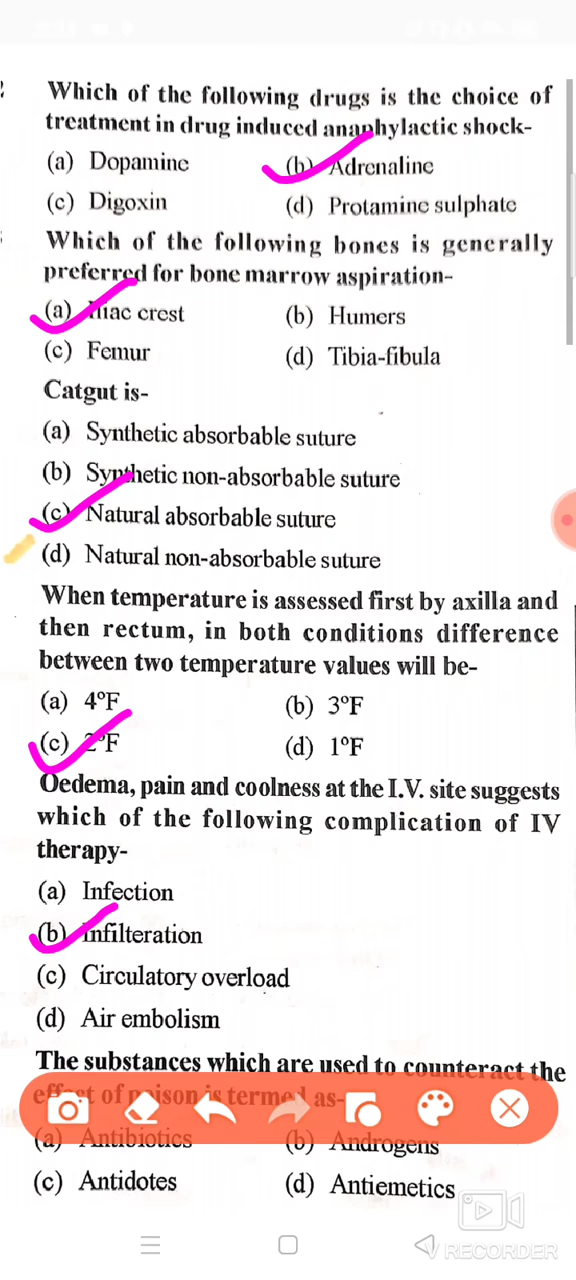 Which of the following drugs is the choice of
treatment in drug induced anaphylactic shock-
(a) Dopamine (b) Adrenaline
(c) Digoxin (d) Protamine sulphate
Which of the following bones is generally
preferred for bone marrow aspiration-
(a) Iliac crest (b) Humers
(c) Femur (d) Tibia-fibula
Catgut is-
(a) Synthetic absorbable suture
(b) Synthetic non-absorbable suture
(c) Natural absorbable suture
(d) Natural non-absorbable suture
When temperature is assessed first by axilla and
then rectum, in both conditions difference
between two temperature values will be-
(a) 4°F (b) 3°F
(c) 2°F (d) 1°F
Oedema, pain and coolness at the I.V. site suggests
which of the following complication of IV
therapy-
(a) Infection
(b) Infilteration
(c) Circulatory overload
(d) Air embolism
The substances which are used to counteract the
effect of poison is termed as-
(a) Antibiotics (b) Androgens
(c) Antidotes (d) Antiemetics
RECORDER